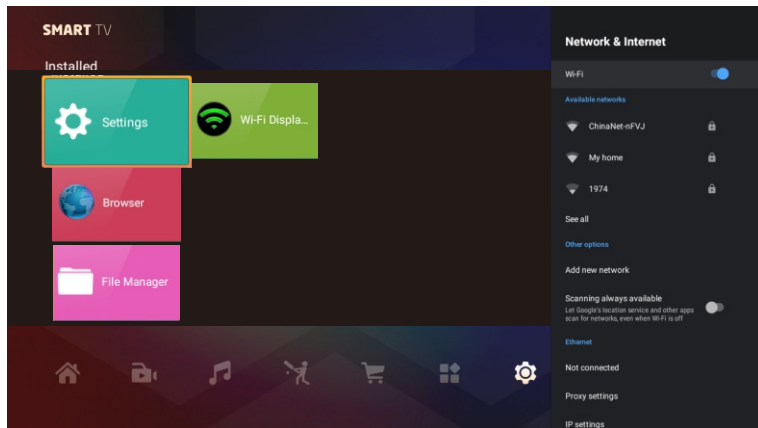 SMART TV
Installed
Installed
Settings
Wi-Fi Displa...
Browser
File Manager
Network & Internet
Wi-Fi
Available networks
ChinaNet-nFVJ
My home
1974
See all
Other options
Add new network
Scanning always available
Let Google's location service and other apps
scan for networks, even when Wi-Fi is off
Ethernet
Not connected
Proxy settings
IP settings